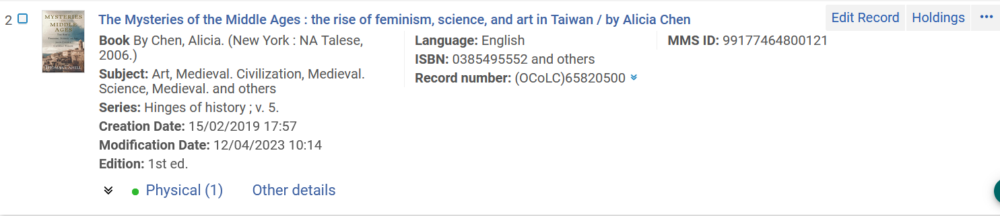 2
MYSTERIES
MIDDLE
AGES
THOMAS CAHILL
The Mysteries of the Middle Ages : the rise of feminism, science, and art in Taiwan / by Alicia Chen
Edit Record
Holdings
•••
Book By Chen, Alicia. (New York : NA Talese,
2006.)
Subject: Art, Medieval. Civilization, Medieval.
Science, Medieval. and others
Series: Hinges of history ; v. 5.
Creation Date: 15/02/2019 17:57
Modification Date: 12/04/2023 10:14
Edition: 1st ed.
Language: English
ISBN: 0385495552 and others
Record number: (OCoLC)65820500
MMS ID: 99177464800121
Physical (1)
Other details